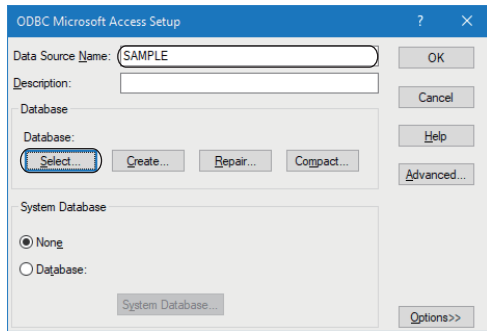 ODBC Microsoft Access Setup ? ×
Data Source Name: SAMPLE OK
Description:
Cancel
Database
Database: Help
Select... Create... Repair... Compact...
Advanced...
System Database
None
Database:
System Database...
Options>>